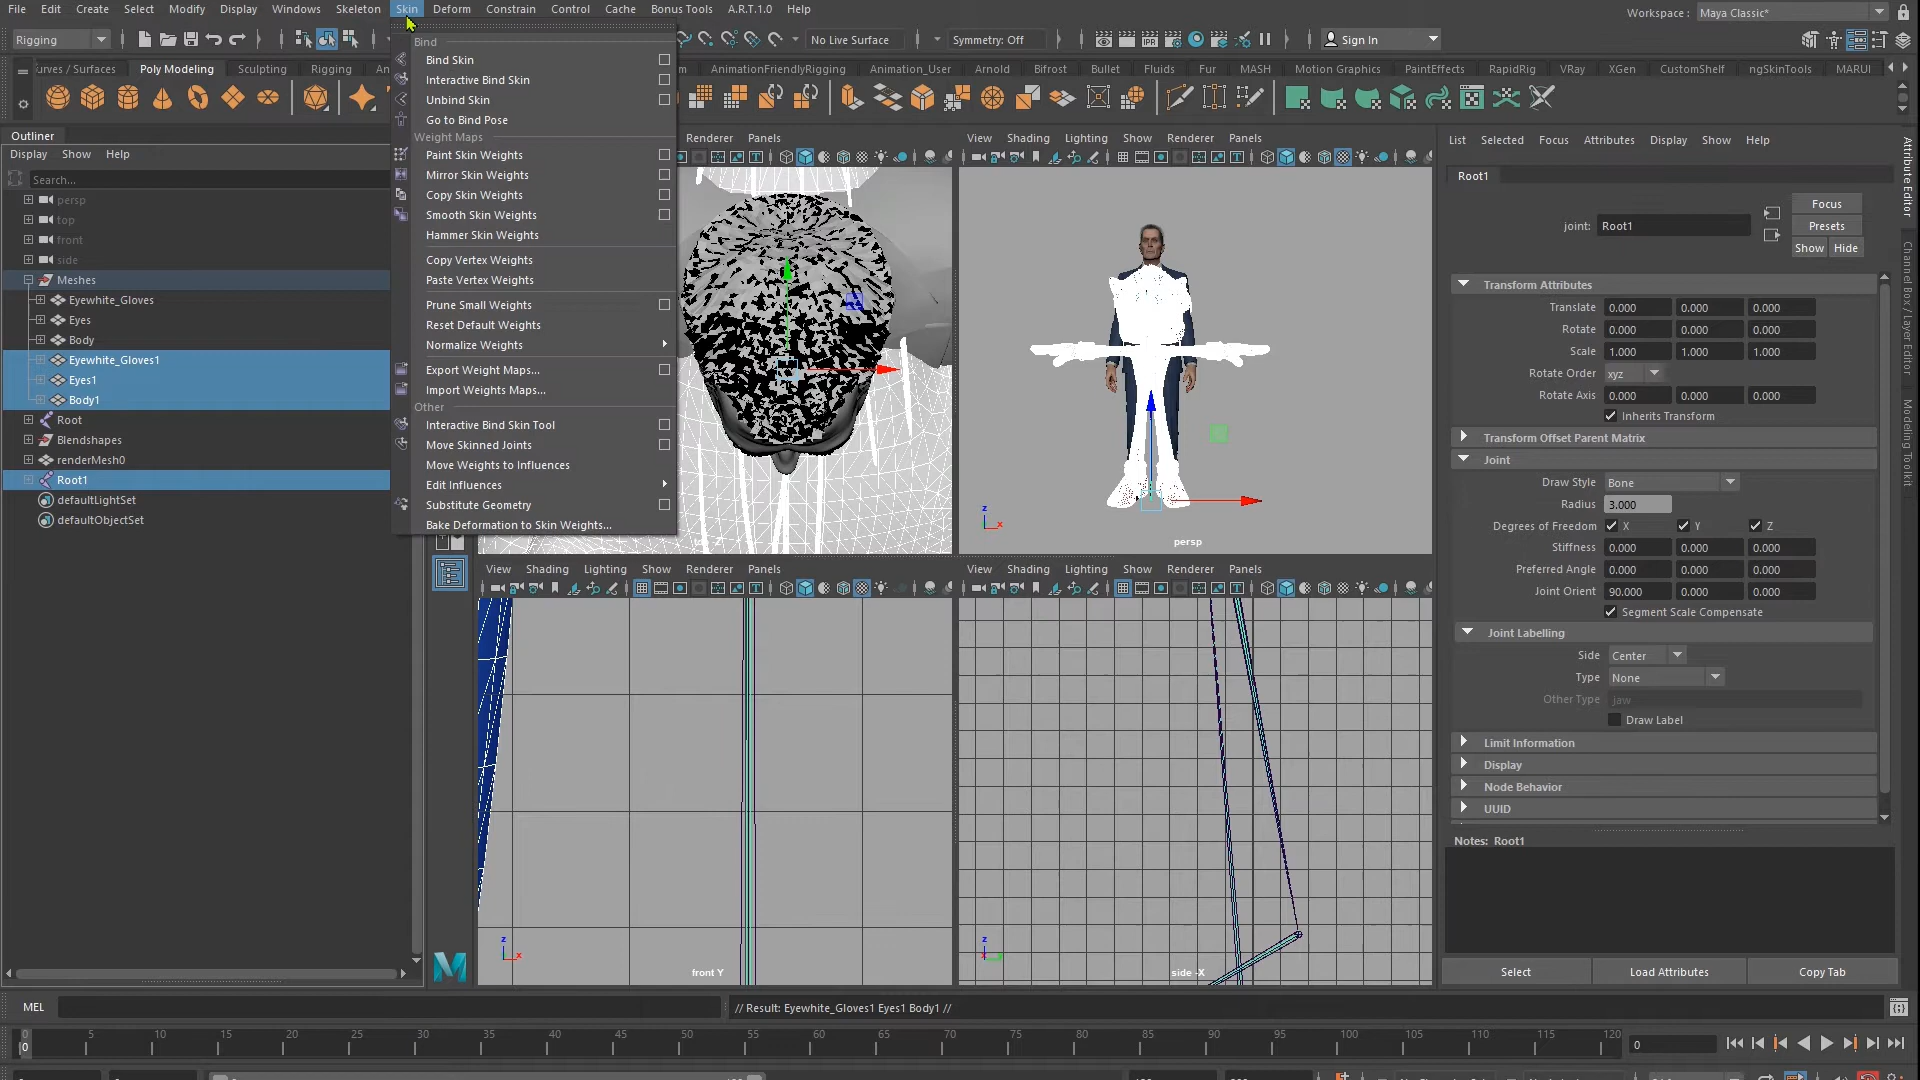 File Edit Create Select Modify Display Windows Skeleton Skin Deform Constrain Control Cache Bonus Tools A.R.T.1.0 Help
Workspace : Maya Classic*
Rigging
No Live Surface
Symmetry: Off
Sign In
urves / Surfaces Poly Modeling Sculpting Rigging An
m AnimationFriendlyRigging Animation_User Arnold Bifrost Bullet Fluids Fur MASH Motion Graphics PaintEffects RapidRig VRay XGen CustomShelf ngSkinTools MARUI
Outliner
Display Show Help
Search...
persp
top
front
side
Meshes
Eyewhite_Gloves
Eyes
Body
Eyewhite_Gloves1
Eyes1
Body1
Root
Blendshapes
renderMesh0
Root1
defaultLightSet
defaultObjectSet
Bind
Bind Skin
Interactive Bind Skin
Unbind Skin
Go to Bind Pose
Weight Maps
Paint Skin Weights
Mirror Skin Weights
Copy Skin Weights
Smooth Skin Weights
Hammer Skin Weights
Copy Vertex Weights
Paste Vertex Weights
Prune Small Weights
Reset Default Weights
Normalize Weights
Export Weight Maps...
Import Weights Maps...
Other
Interactive Bind Skin Tool
Move Skinned Joints
Move Weights to Influences
Edit Influences
Substitute Geometry
Bake Deformation to Skin Weights...
Renderer Panels
View Shading Lighting Show Renderer Panels
z
x
persp
View Shading Lighting Show Renderer Panels
z
x
front Y
View Shading Lighting Show Renderer Panels
z
side -X
List Selected Focus Attributes Display Show Help
Root1
joint: Root1
Focus
Presets
Show Hide
Transform Attributes
Translate 0.000 0.000 0.000
Rotate 0.000 0.000 0.000
Scale 1.000 1.000 1.000
Rotate Order xyz
Rotate Axis 0.000 0.000 0.000
Inherits Transform
Transform Offset Parent Matrix
Joint
Draw Style Bone
Radius 3.000
Degrees of Freedom X Y Z
Stiffness 0.000 0.000 0.000
Preferred Angle 0.000 0.000 0.000
Joint Orient 90.000 0.000 0.000
Segment Scale Compensate
Joint Labelling
Side Center
Type None
Other Type Jaw
Draw Label
Limit Information
Display
Node Behavior
UUID
Notes: Root1
Select Load Attributes Copy Tab
Attribute Editor
Channel Box / Layer Editor
Modeling Toolkit
MEL
// Result: Eyewhite_Gloves1 Eyes1 Body1 //
0 5 10 15 20 25 30 35 40 45 50 55 60 65 70 75 80 85 90 95 100 105 110 115 120
0
0